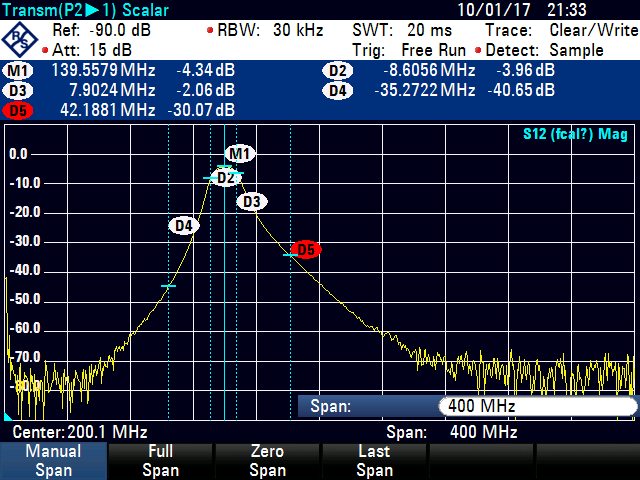 Transm(P2▶1) Scalar 10/01/17 21:33
R&S Ref: -90.0 dB RBW: 30 kHz SWT: 20 ms Trace: Clear/Write
Att: 15 dB Trig: Free Run Detect: Sample
M1 139.5579 MHz -4.34 dB D2 -8.6056 MHz -3.96 dB
D3 7.9024 MHz -2.06 dB D4 -35.2722 MHz -40.65 dB
D5 42.1881 MHz -30.07 dB
S12 (fcal?) Mag
0.0
M1
-10.0
D2
-20.0
D3
D4
-30.0
D5
-40.0
-50.0
-60.0
-70.0
-80.0
Span: 400 MHz
Center: 200.1 MHz Span: 400 MHz
Manual Span Full Span Zero Span Last Span